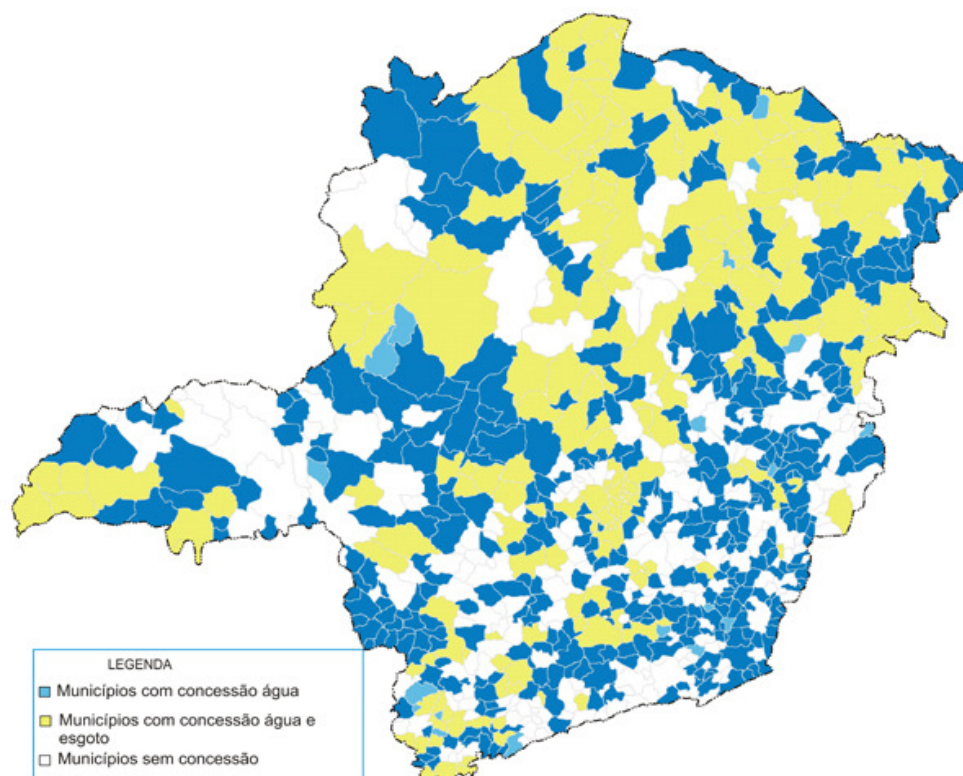 LEGENDA
Municípios com concessão água
Municípios com concessão água e
esgoto
Municípios sem concessão